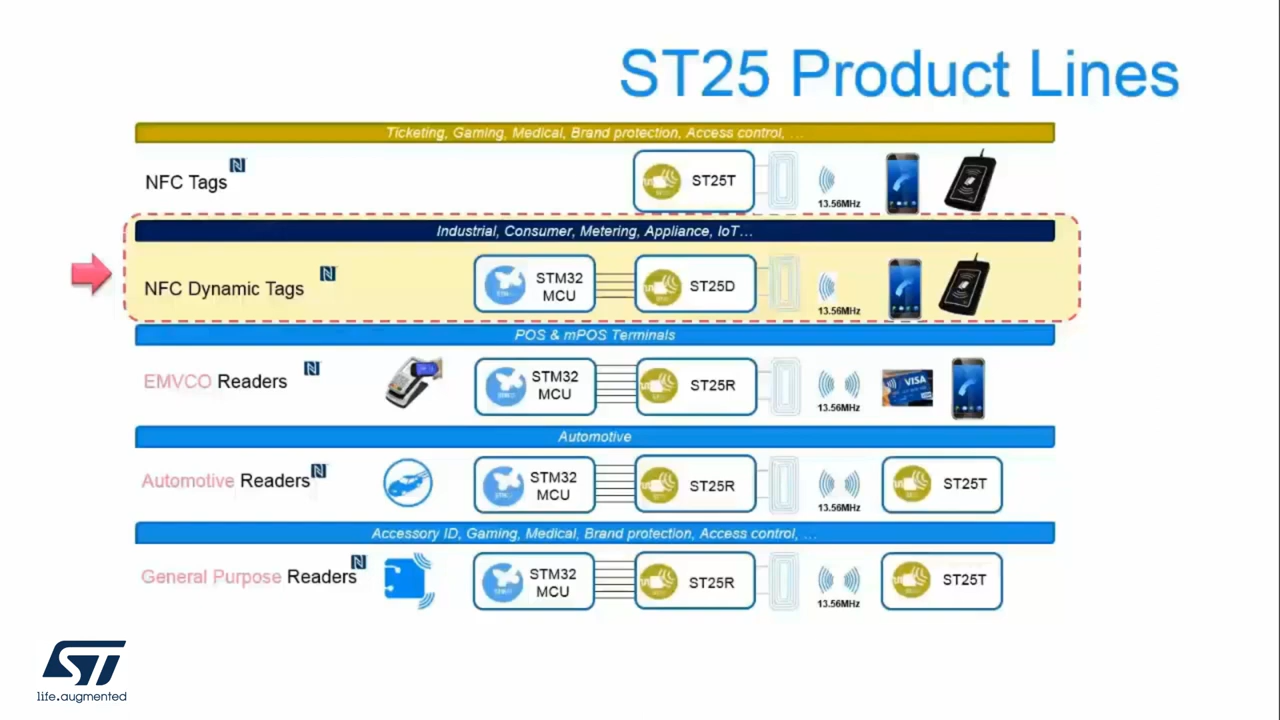 ST25 Product Lines
Ticketing, Gaming, Medical, Brand protection, Access control, ...
NFC Tags
ST25T
13.56MHz
Industrial, Consumer, Metering, Appliance, IoT...
NFC Dynamic Tags
STM32
MCU
ST25D
13.56MHz
POS & mPOS Terminals
EMVCO Readers
STM32
MCU
ST25R
13.56MHz
VISA
Automotive
Automotive Readers
STM32
MCU
ST25R
13.56MHz
ST25T
Accessory ID, Gaming, Medical, Brand protection, Access control, ...
General Purpose Readers
STM32
MCU
ST25R
13.56MHz
ST25T
ST
life.augmented